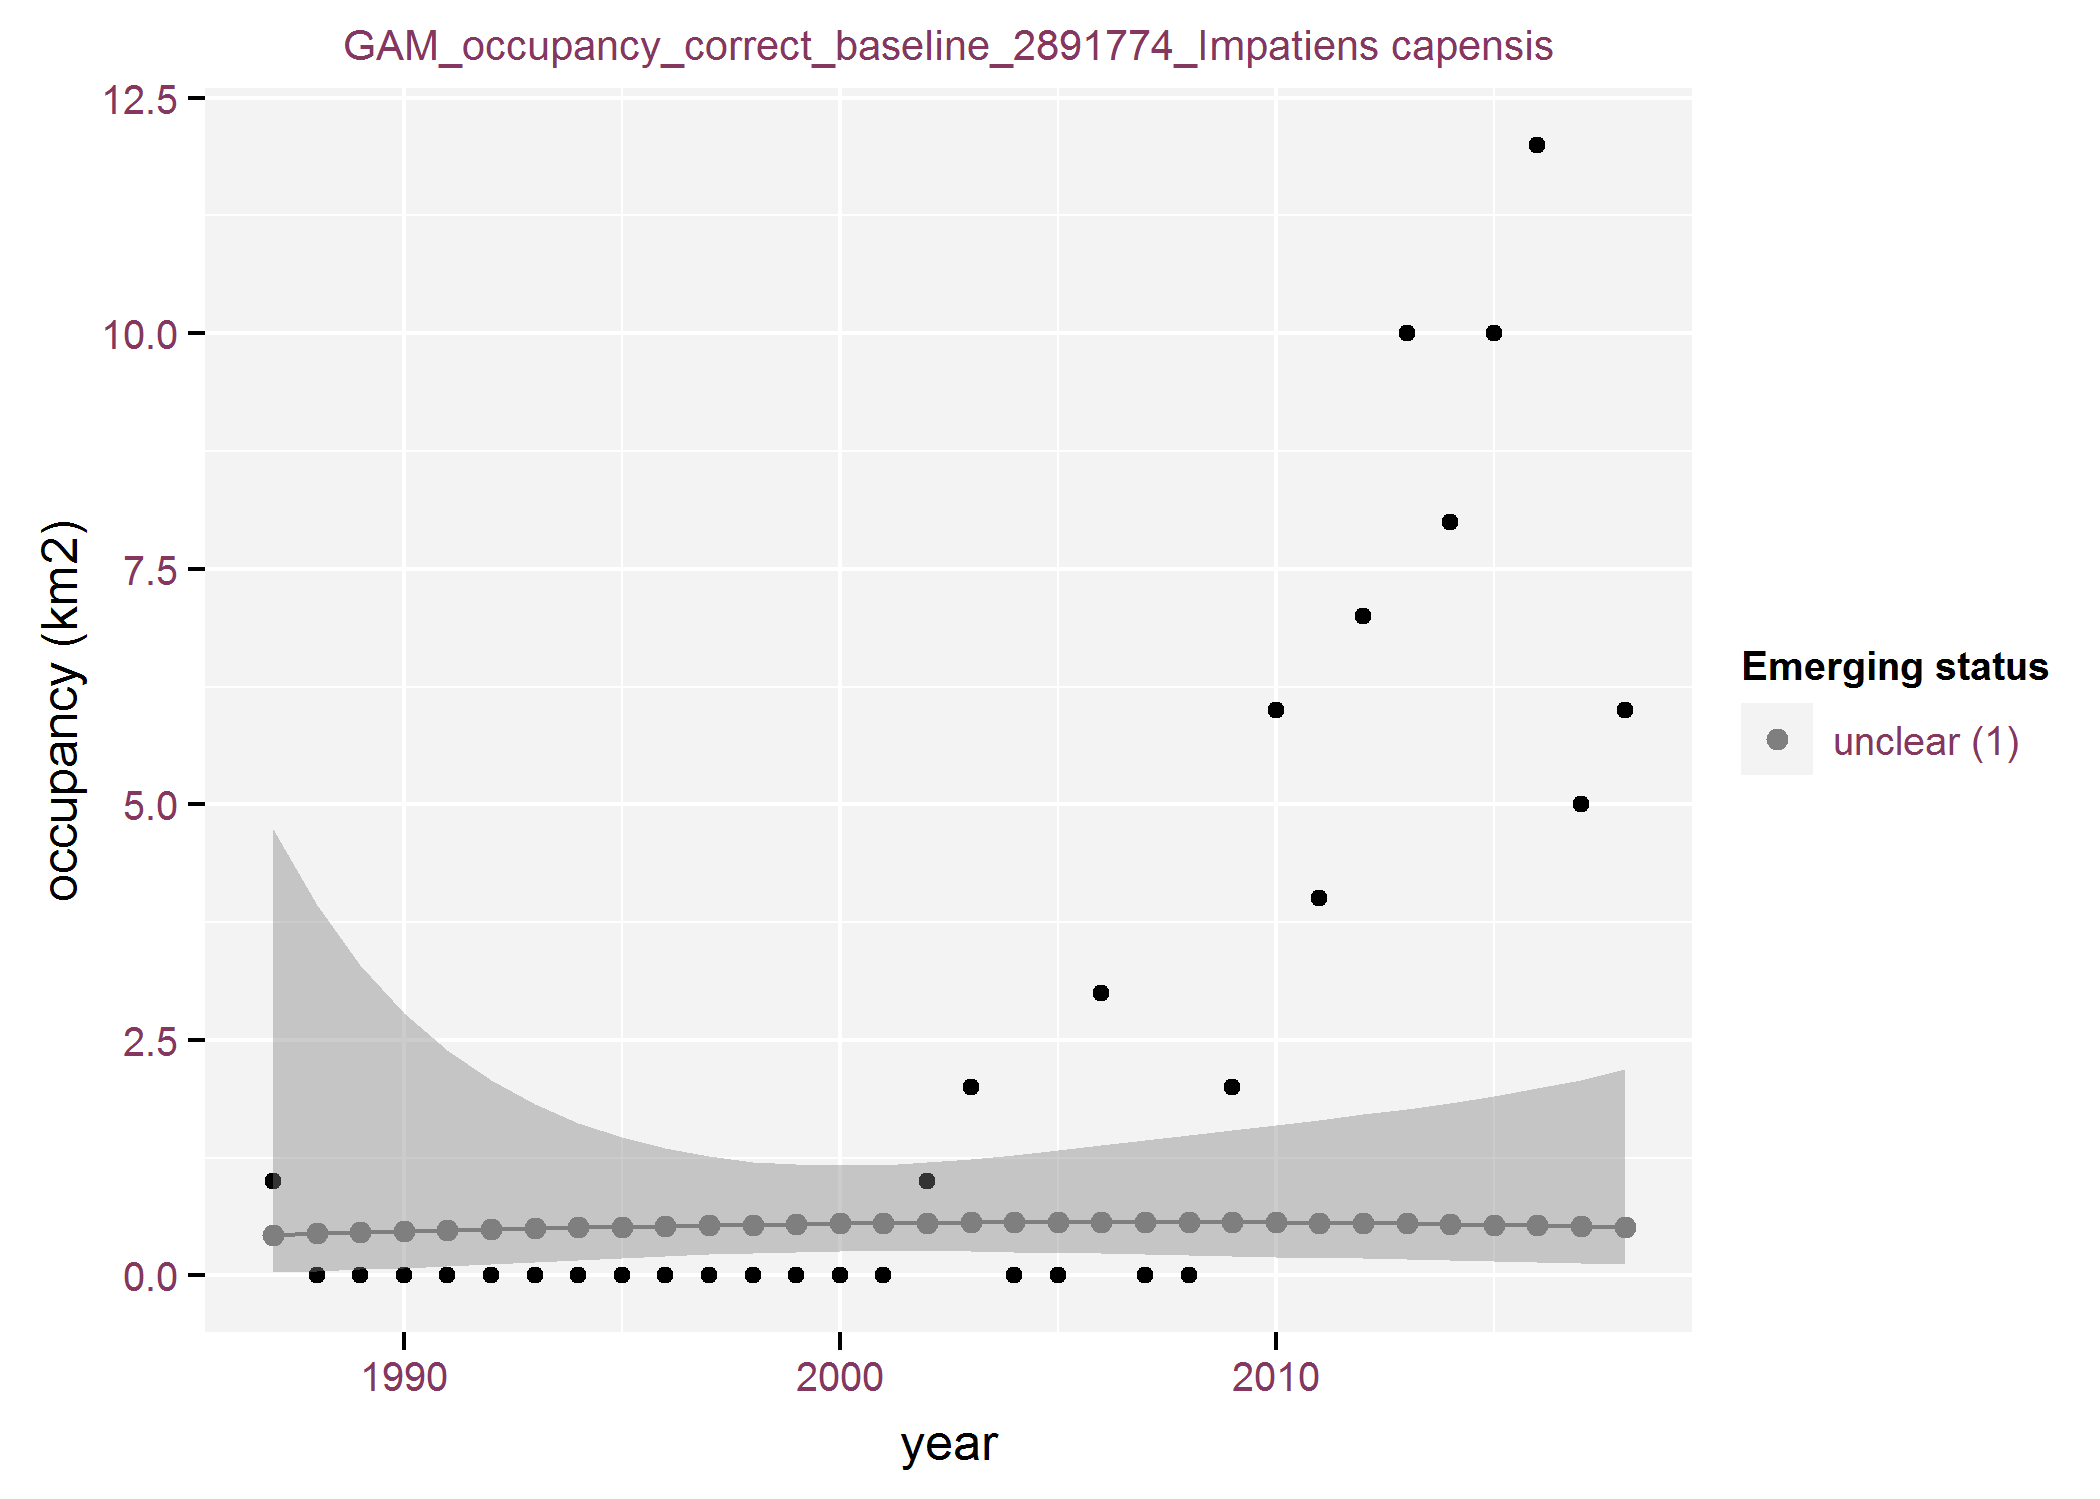 GAM_occupancy_correct_baseline_2891774_Impatiens capensis
12.5
10.0
7.5
5.0
2.5
0.0
occupancy (km2)
1990
2000
2010
year
Emerging status
unclear (1)